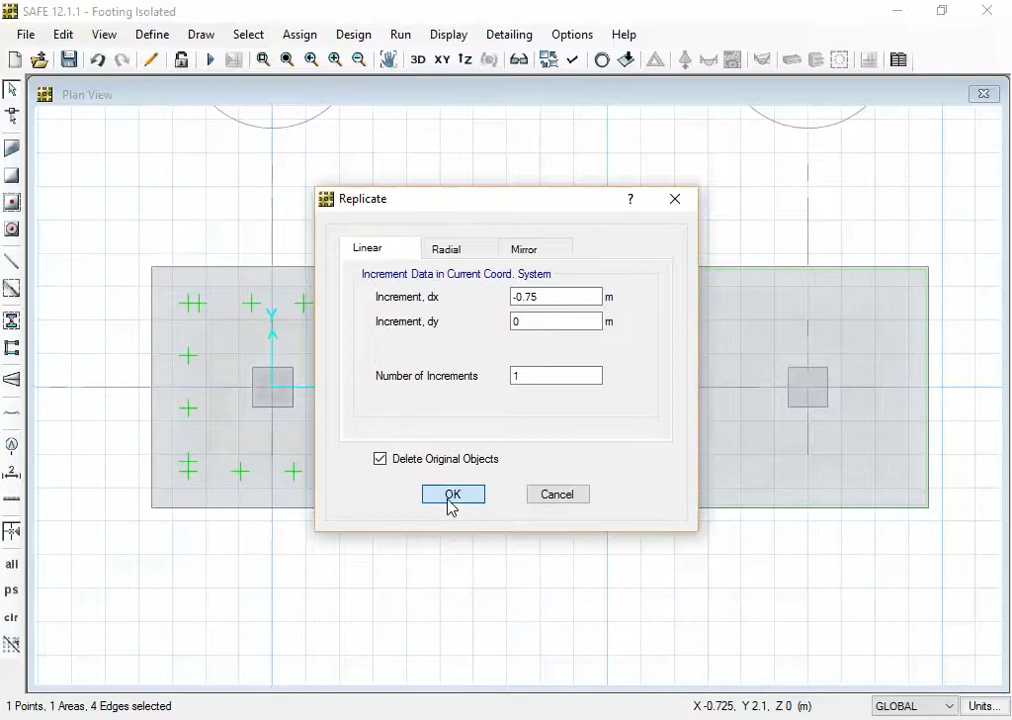 SAFE 12.1.1 - Footing Isolated
File Edit View Define Draw Select Assign Design Run Display Detailing Options Help
3D XY ↑Z
Plan View
Replicate ?
Linear Radial Mirror
Increment Data in Current Coord. System
Increment, dx -0.75 m
Increment, dy 0 m
Number of Increments 1
Delete Original Objects
OK Cancel
Y
A
2
all
ps
clr
1 Points, 1 Areas, 4 Edges selected X -0.725, Y 2.1, Z 0 (m) GLOBAL Units...